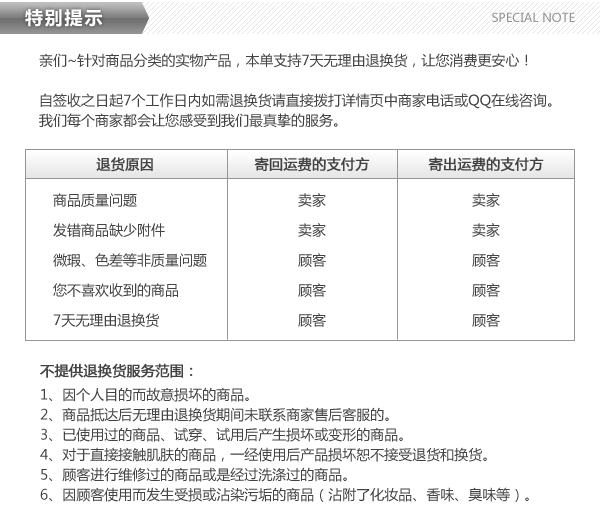 特别提示
SPECIAL NOTE
亲们~针对商品分类的实物产品，本单支持7天无理由退换货，让您消费更安心！
自签收之日起7个工作日内如需退换货请直接拨打详情页中商家电话或QQ在线咨询。
我们每个商家都会让您感受到我们最真挚的服务。
退货原因 寄回运费的支付方 寄出运费的支付方
商品质量问题 卖家 卖家
发错商品缺少附件 卖家 卖家
微瑕、色差等非质量问题 顾客 顾客
您不喜欢收到的商品 顾客 顾客
7天无理由退换货 顾客 顾客
不提供退换货服务范围：
1、因个人目的而故意损坏的商品。
2、商品抵达后无理由退换货期间未联系商家售后客服的。
3、已使用过的商品、试穿、试用后产生损坏或变形的商品。
4、对于直接接触肌肤的商品，一经使用后产品损坏恕不接受退货和换货。
5、顾客进行维修过的商品或是经过洗涤过的商品。
6、因顾客使用而发生受损或沾染污垢的商品（沾附了化妆品、香味、臭味等）。